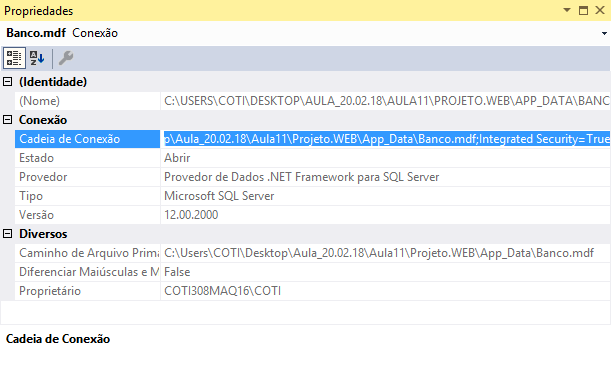 Propriedades
Banco.mdf Conexão
(Identidade)
(Nome) C:\USERS\COTI\DESKTOP\AULA_20.02.18\AULA11\PROJETO.WEB\APP_DATA\BANC
Conexão
Cadeia de Conexão p\Aula_20.02.18\Aula11\Projeto.WEB\App_Data\Banco.mdf;Integrated Security=True
Estado Abrir
Provedor Provedor de Dados .NET Framework para SQL Server
Tipo Microsoft SQL Server
Versão 12.00.2000
Diversos
Caminho de Arquivo Prima C:\Users\COTI\Desktop\Aula_20.02.18\Aula11\Projeto.WEB\App_Data\Banco.mdf
Diferenciar Maiúsculas e M False
Proprietário COTI308MAQ16\COTI
Cadeia de Conexão